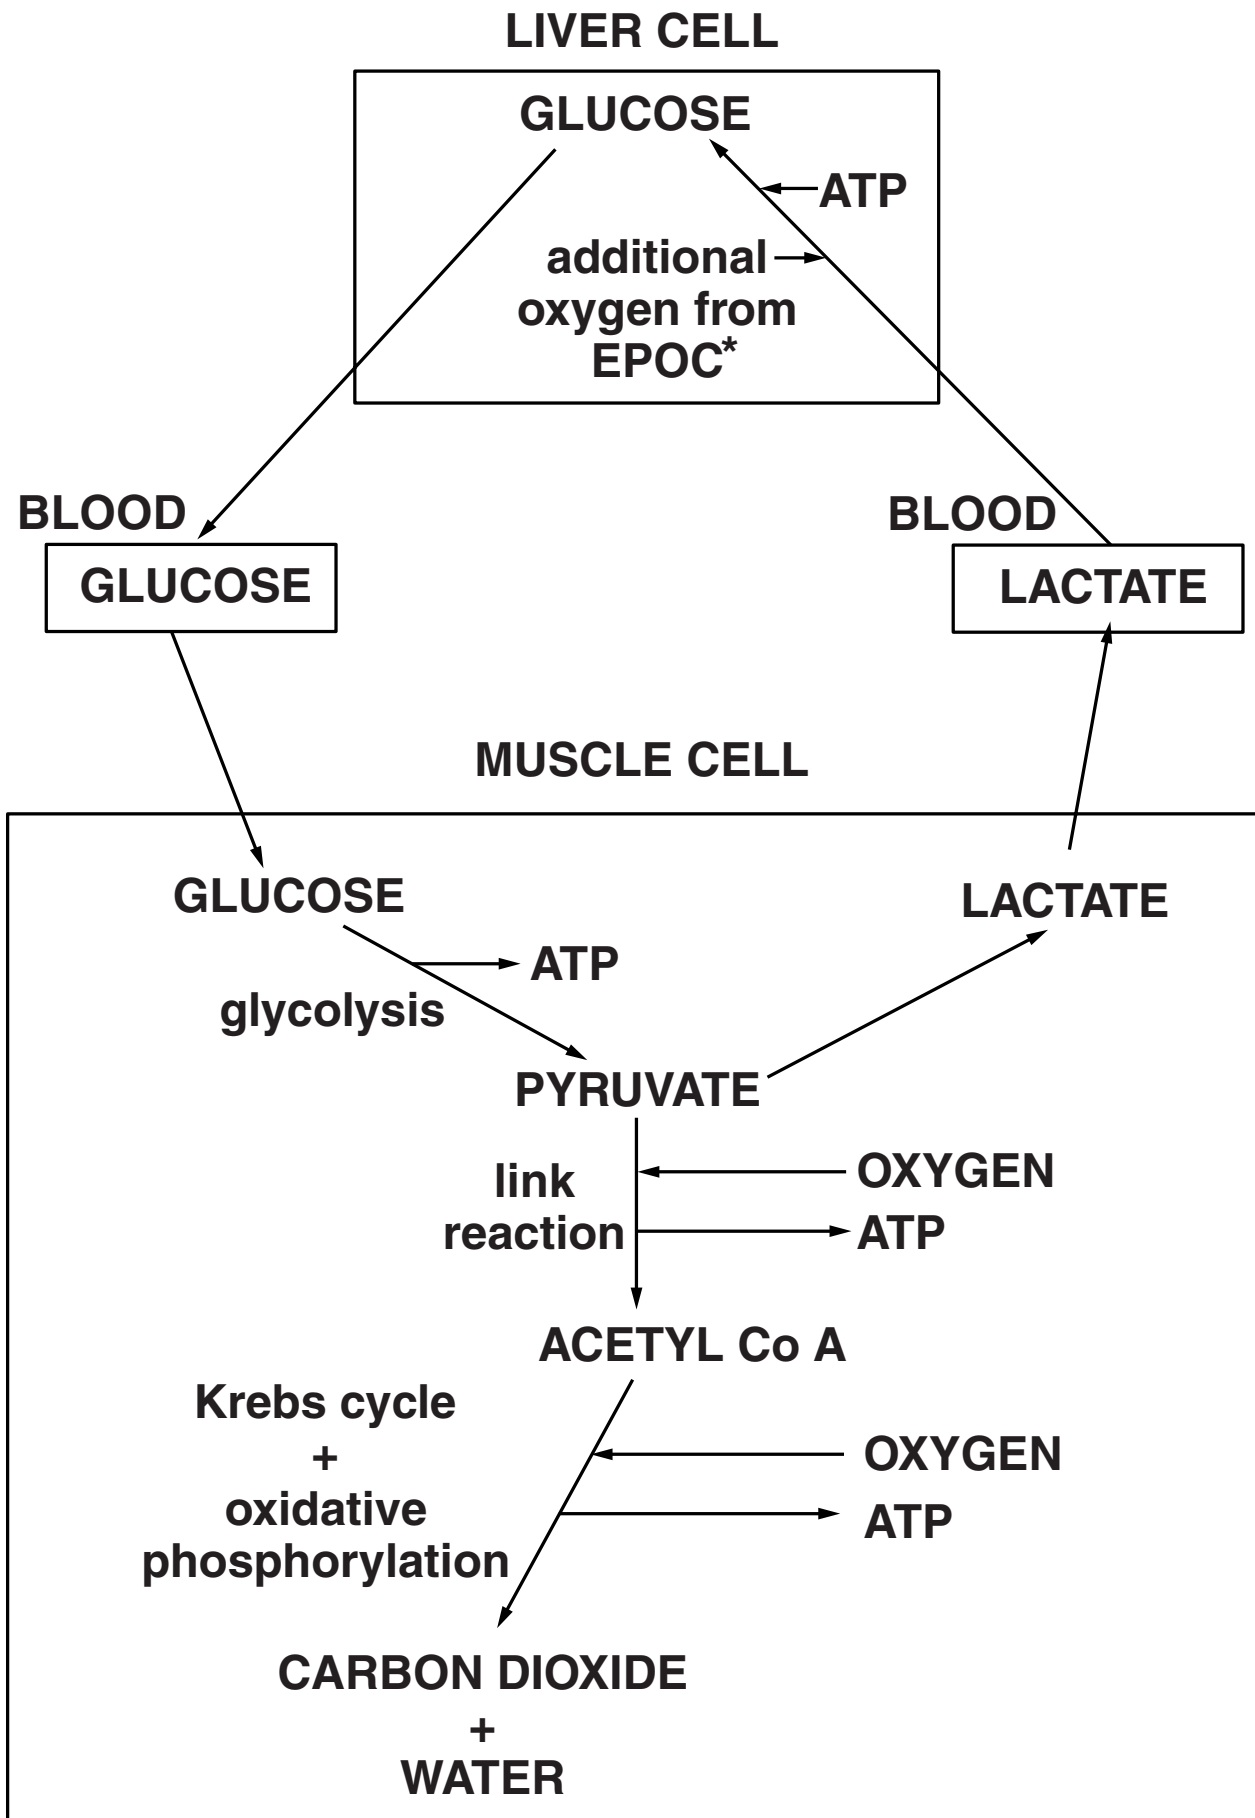 LIVER CELL
GLUCOSE
ATP
additional
oxygen from
EPOC*
BLOOD
GLUCOSE
BLOOD
LACTATE
MUSCLE CELL
GLUCOSE
LACTATE
ATP
glycolysis
PYRUVATE
link
reaction
OXYGEN
ATP
ACETYL Co A
Krebs cycle
+
oxidative
phosphorylation
OXYGEN
ATP
CARBON DIOXIDE
+
WATER